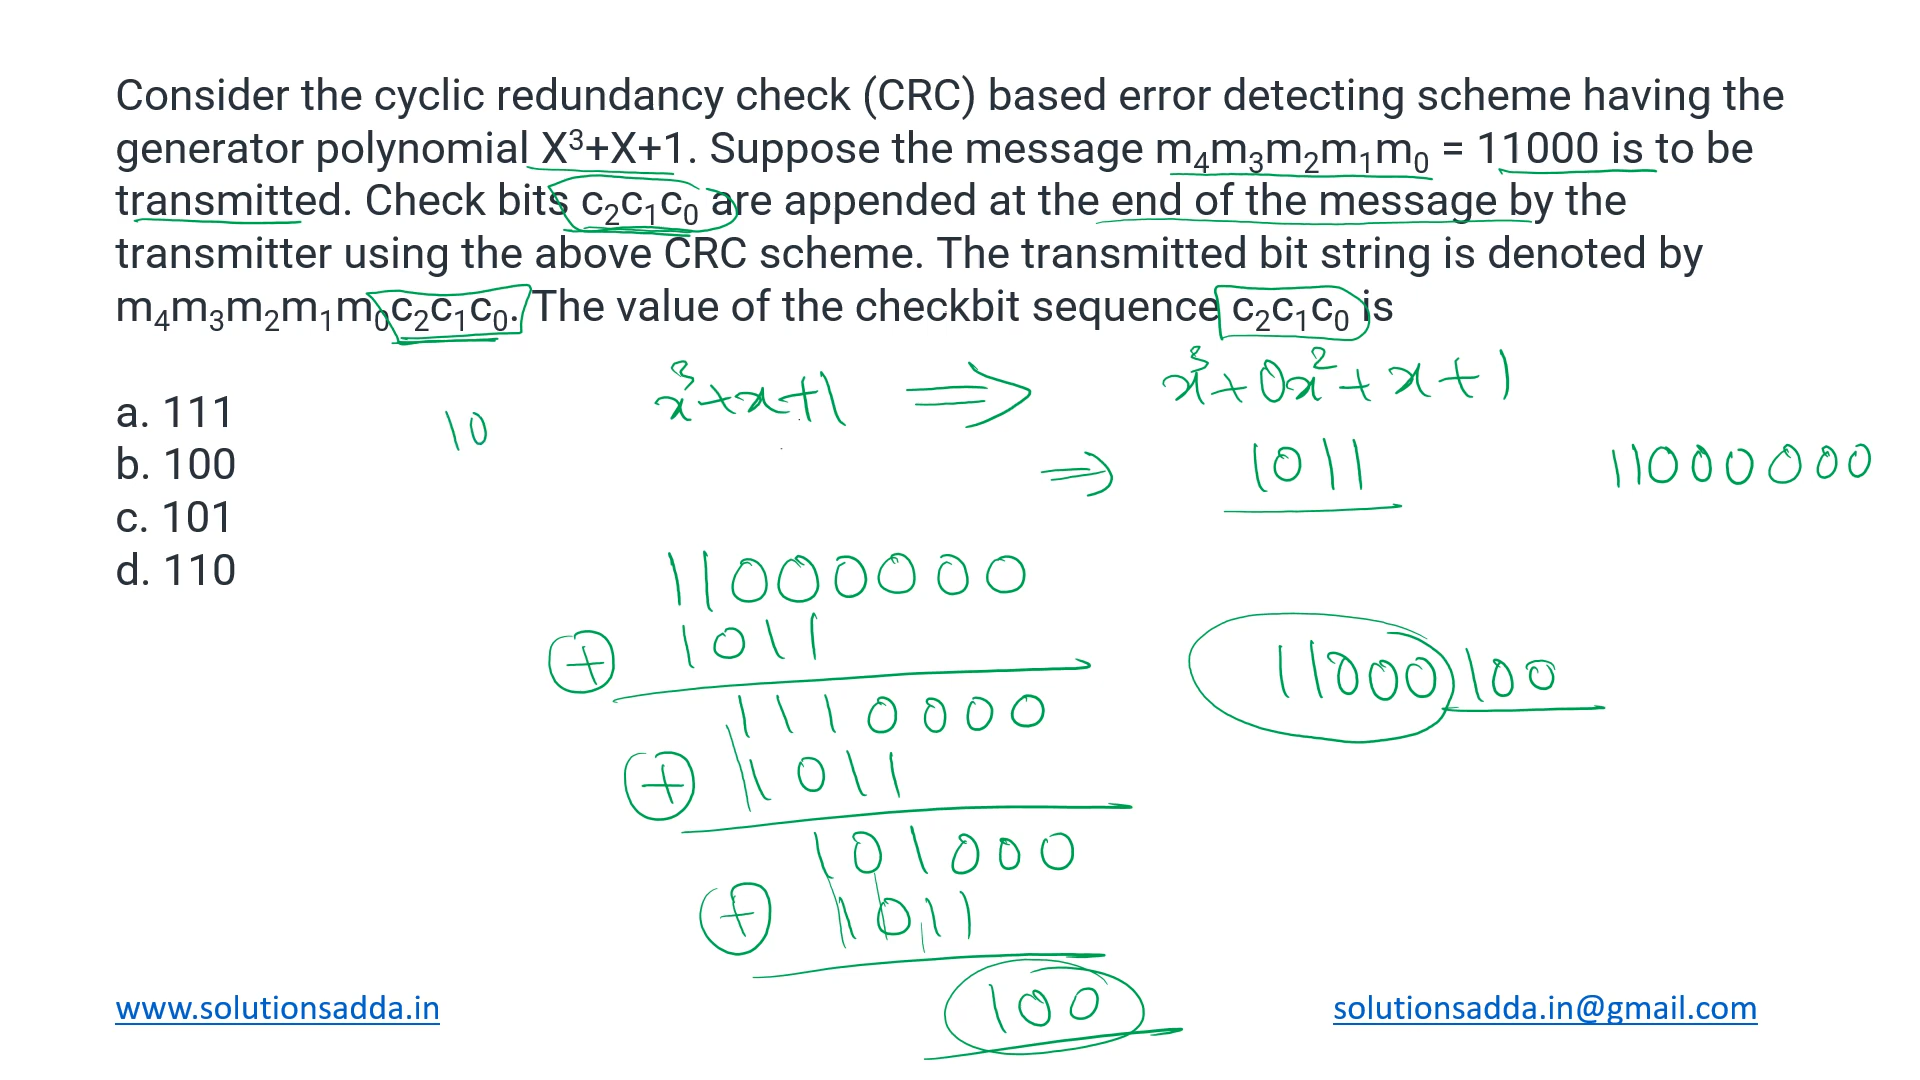 Consider the cyclic redundancy check (CRC) based error detecting scheme having the
generator polynomial X³+X+1. Suppose the message m₄m₃m₂m₁m₀ = 11000 is to be
transmitted. Check bits c₂c₁c₀ are appended at the end of the message by the
transmitter using the above CRC scheme. The transmitted bit string is denoted by
m₄m₃m₂m₁m₀c₂c₁c₀. The value of the checkbit sequence c₂c₁c₀ is
x³+x+1 ⇒ x³+0x²+x+1
a. 111
10
b. 100
⇒ 1011
11000000
c. 101
d. 110
11000000
⊕ 1011
1110000
⊕ 1011
101000
⊕ 1011
100
11000100
www.solutionsadda.in
solutionsadda.in@gmail.com